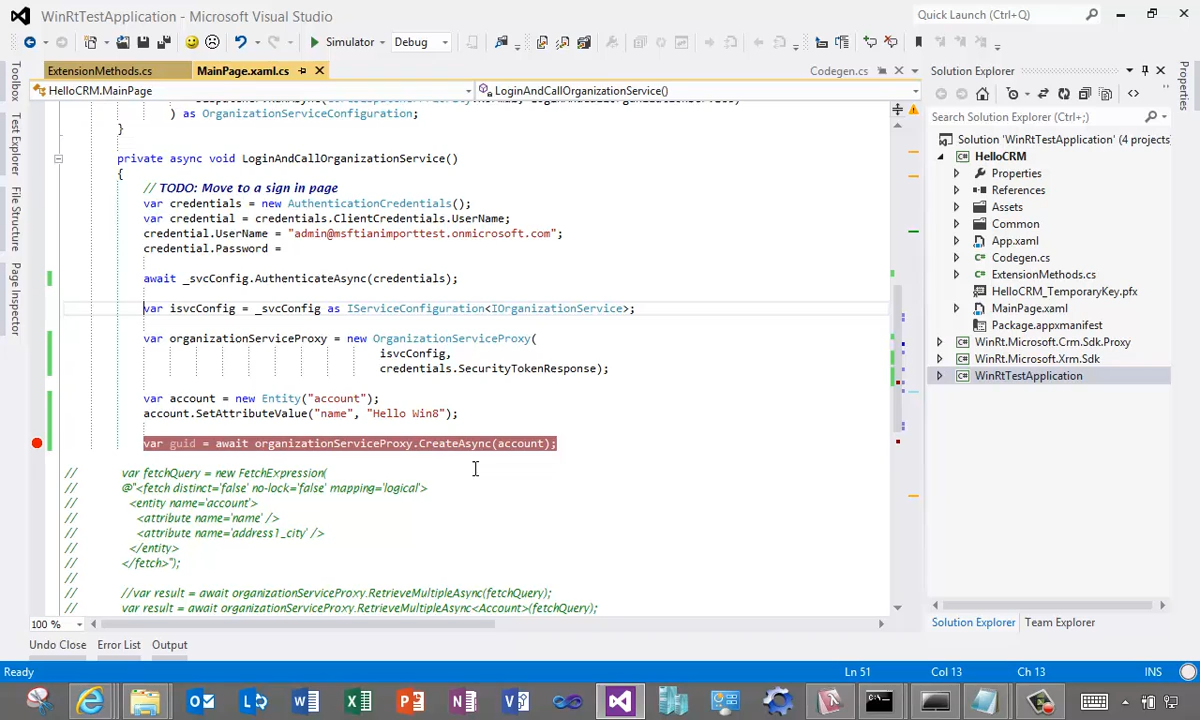 WinRtTestApplication - Microsoft Visual Studio
Quick Launch (Ctrl+Q)
Simulator
Debug
ExtensionMethods.cs
MainPage.xaml.cs
Codegen.cs
HelloCRM.MainPage
LoginAndCallOrganizationService()
Toolbox
Test Explorer
File Structure
Page Inspector
) as OrganizationServiceConfiguration;
}
private async void LoginAndCallOrganizationService()
{
// TODO: Move to a sign in page
var credentials = new AuthenticationCredentials();
var credential = credentials.ClientCredentials.UserName;
credential.UserName = "admin@msftianimporttest.onmicrosoft.com";
credential.Password =
await _svcConfig.AuthenticateAsync(credentials);
var isvcConfig = _svcConfig as IServiceConfiguration<IOrganizationService>;
var organizationServiceProxy = new OrganizationServiceProxy(
isvcConfig,
credentials.SecurityTokenResponse);
var account = new Entity("account");
account.SetAttributeValue("name", "Hello Win8");
var guid = await organizationServiceProxy.CreateAsync(account);
// var fetchQuery = new FetchExpression(
// @"<fetch distinct='false' no-lock='false' mapping='logical'>
// <entity name='account'>
// <attribute name='name' />
// <attribute name='address1_city' />
// </entity>
// </fetch>");
//
// //var result = await organizationServiceProxy.RetrieveMultipleAsync(fetchQuery);
// var result = await organizationServiceProxy.RetrieveMultipleAsync<Account>(fetchQuery);
100 %
Undo Close
Error List
Output
Solution Explorer
Search Solution Explorer (Ctrl+;)
Solution 'WinRtTestApplication' (4 projects)
HelloCRM
Properties
References
Assets
Common
App.xaml
Codegen.cs
ExtensionMethods.cs
HelloCRM_TemporaryKey.pfx
MainPage.xaml
Package.appxmanifest
WinRt.Microsoft.Crm.Sdk.Proxy
WinRt.Microsoft.Xrm.Sdk
WinRtTestApplication
Solution Explorer
Team Explorer
Properties
Ready
Ln 51
Col 13
Ch 13
INS